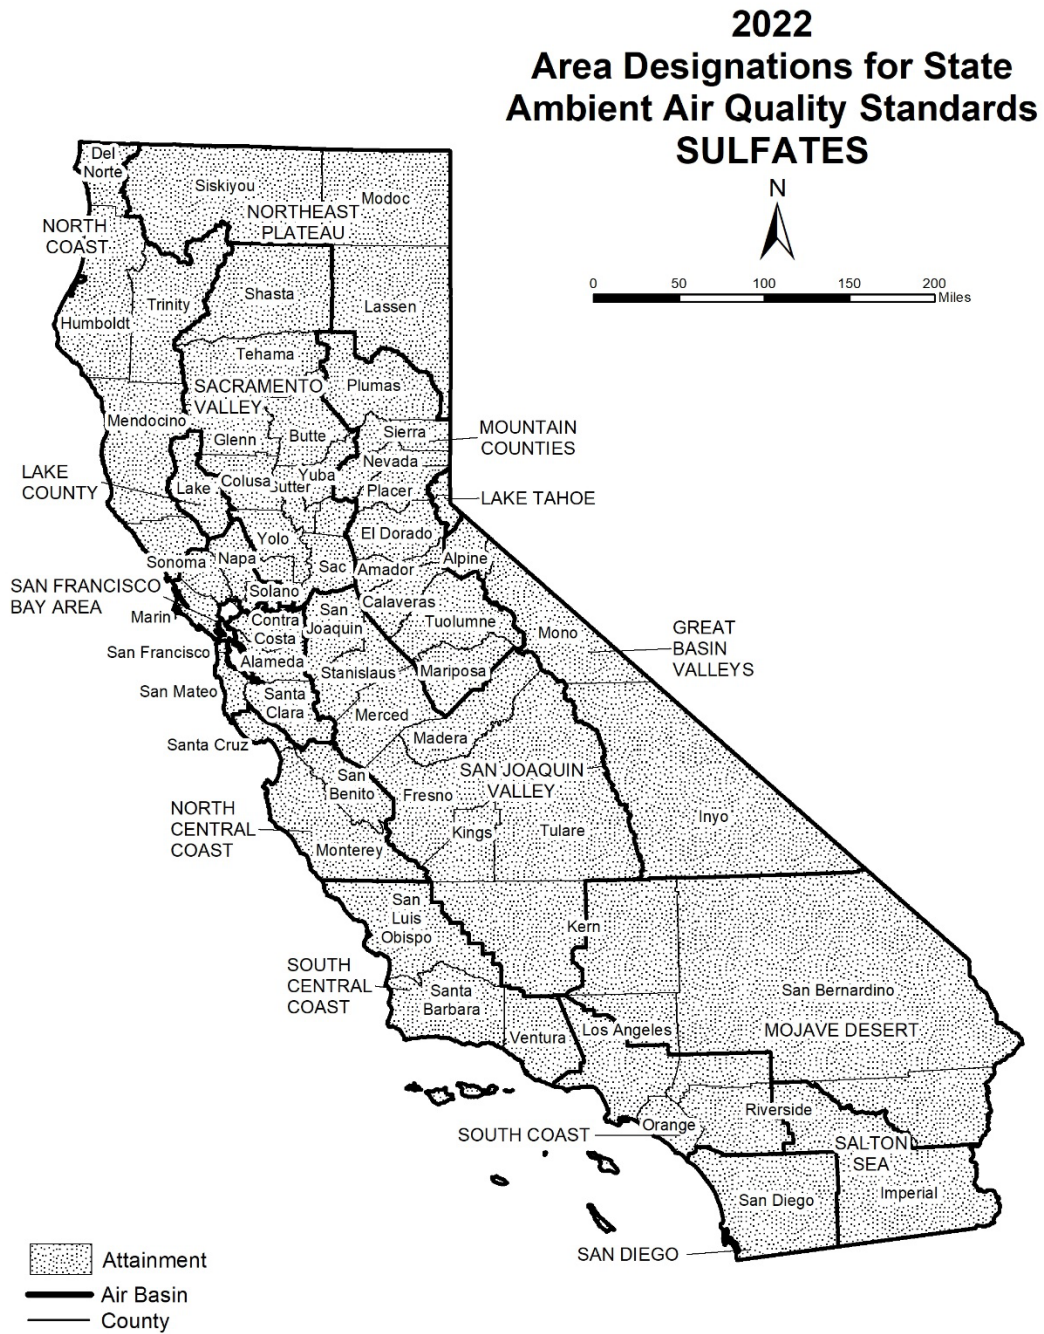 2022
Area Designations for State
Ambient Air Quality Standards
SULFATES
N
0 50 100 150 200
Miles
Del
Norte
Siskiyou
Modoc
NORTHEAST
PLATEAU
NORTH
COAST
Shasta
Trinity
Lassen
Humboldt
Tehama
SACRAMENTO
VALLEY
Plumas
Mendocino
Glenn
Butte
Sierra
MOUNTAIN
COUNTIES
Nevada
LAKE
COUNTY
Lake
Colusa
Yuba
Placer
LAKE TAHOE
Yolo
El Dorado
Sonoma
Napa
Sac
Amador
Alpine
SAN FRANCISCO
BAY AREA
Solano
Marin
Contra
Costa
San
Joaquin
Calaveras
Tuolumne
Mono
GREAT
BASIN
VALLEYS
San Francisco
Alameda
Stanislaus
Mariposa
San Mateo
Santa
Clara
Merced
Santa Cruz
Madera
San
Benito
Fresno
SAN JOAQUIN
VALLEY
NORTH
CENTRAL
COAST
Monterey
Kings
Tulare
Inyo
San
Luis
Obispo
Kern
SOUTH
CENTRAL
COAST
Santa
Barbara
San Bernardino
Ventura
Los Angeles
MOJAVE DESERT
Riverside
Orange
SOUTH COAST
SALTON
SEA
San Diego
Imperial
SAN DIEGO
Attainment
Air Basin
County